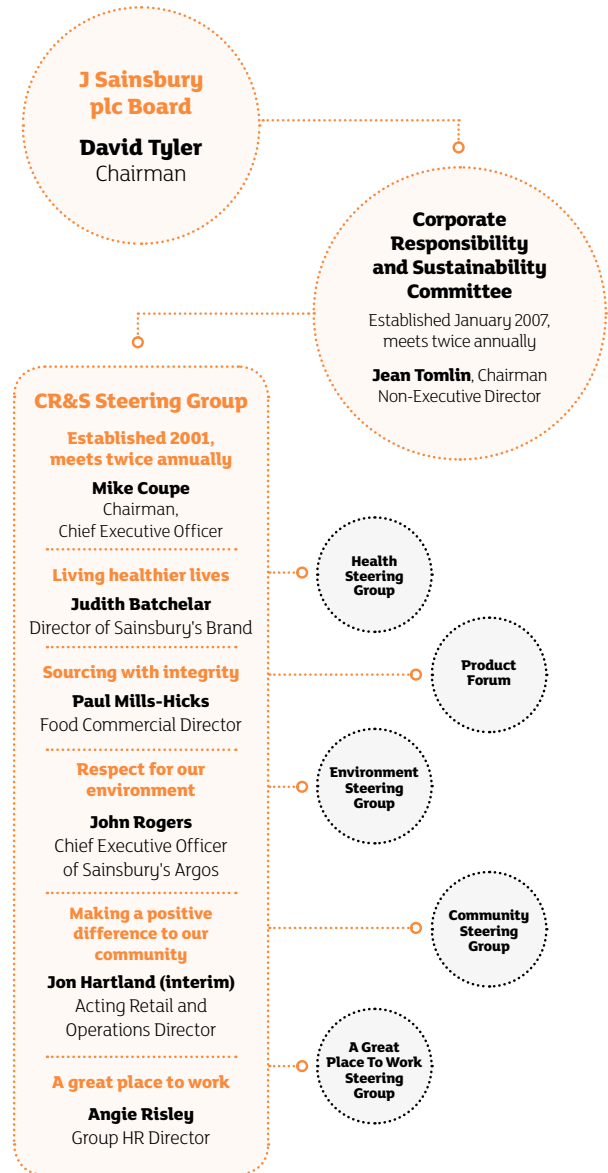 J Sainsbury
plc Board
David Tyler
Chairman
Corporate
Responsibility
and Sustainability
Committee
Established January 2007,
meets twice annually
Jean Tomlin, Chairman
Non-Executive Director
CR&S Steering Group
Established 2001,
meets twice annually
Mike Coupe
Chairman,
Chief Executive Officer
Living healthier lives
Judith Batchelar
Director of Sainsbury's Brand
Health
Steering
Group
Sourcing with integrity
Paul Mills-Hicks
Food Commercial Director
Product
Forum
Respect for our
environment
John Rogers
Chief Executive Officer
of Sainsbury's Argos
Environment
Steering
Group
Making a positive
difference to our
community
Jon Hartland (interim)
Acting Retail and
Operations Director
Community
Steering
Group
A great place to work
Angie Risley
Group HR Director
A Great
Place To Work
Steering
Group